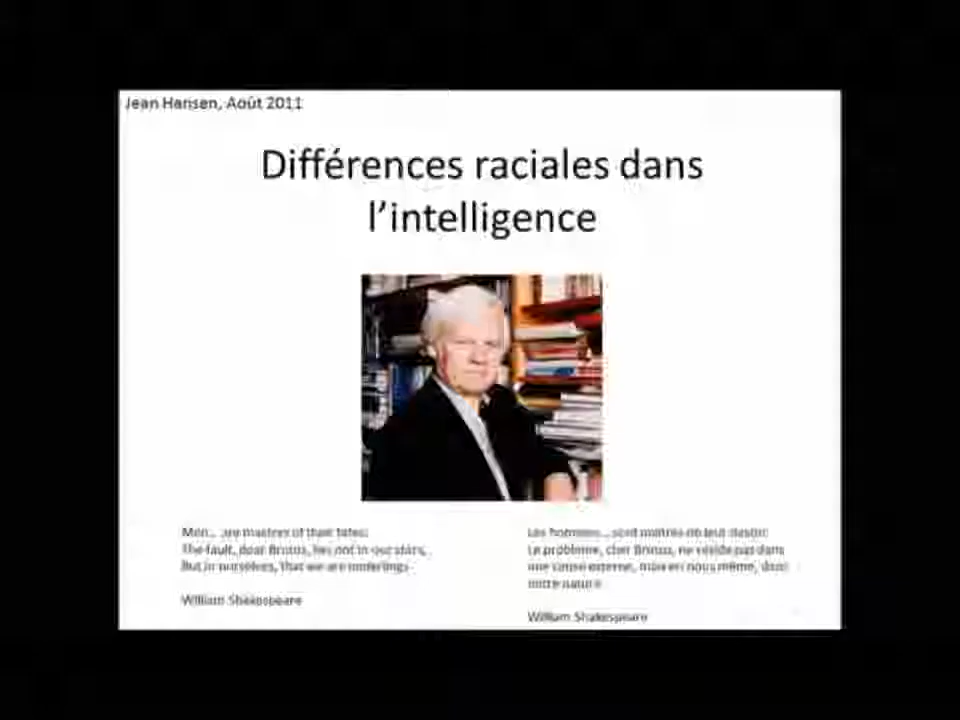 Jean Hansen, Août 2011
Différences raciales dans
l’intelligence
Men... are masters of their fates:
The fault, dear Brutus, lies not in our stars,
But in ourselves, that we are underlings
William Shakespeare
Les hommes... sont maîtres de leur destin:
Le problème, cher Brutus, ne réside pas dans
une cause externe, mais en nous même, dans
notre nature
William Shakespeare